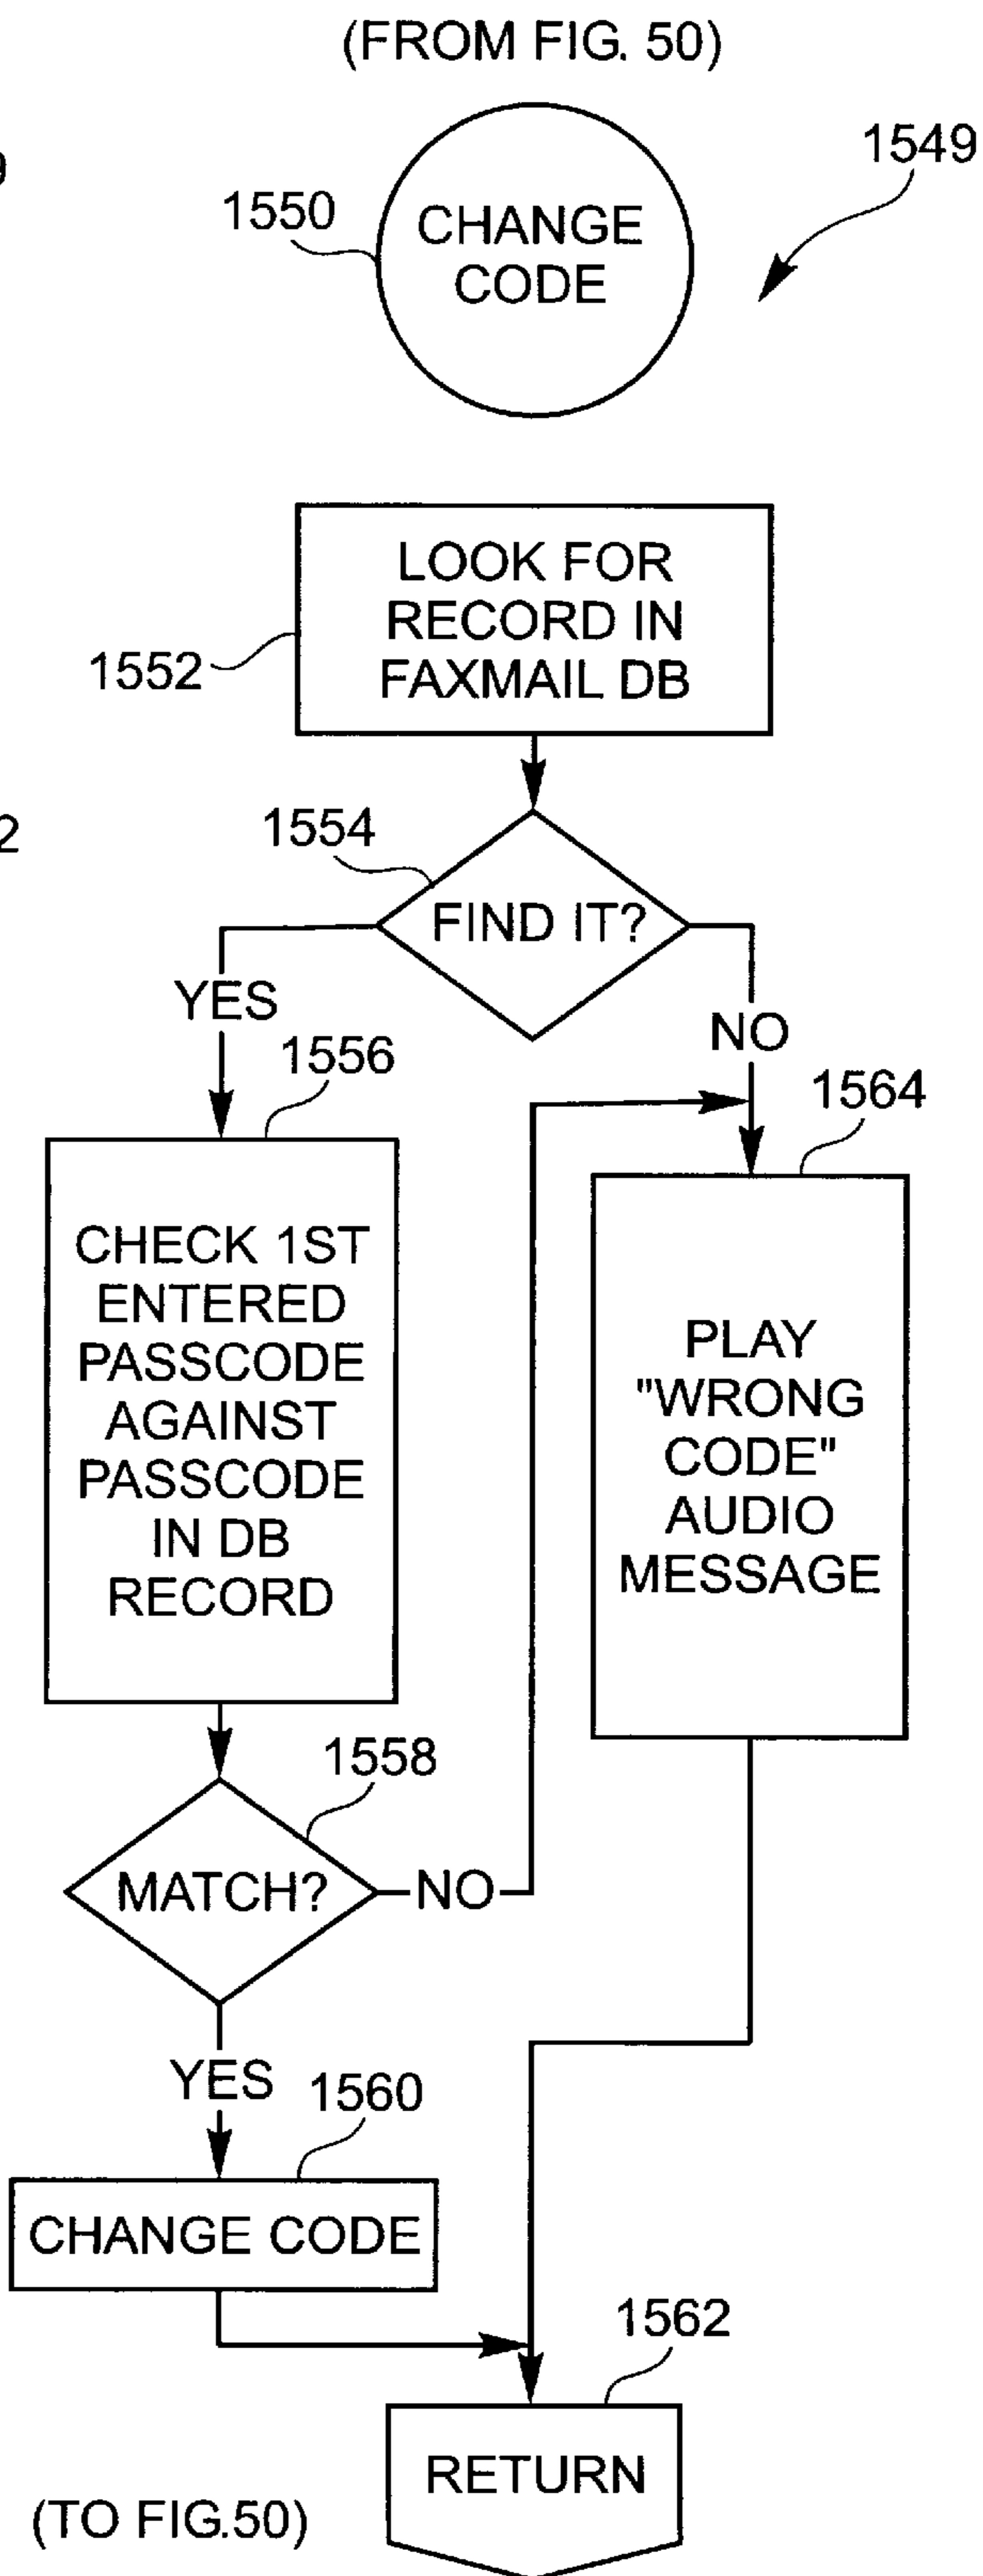 (FROM FIG. 50)
1549
9
1550
CHANGE
CODE
LOOK FOR
RECORD IN
FAXMAIL DB
1552
1554
2
FIND IT?
YES
NO
1556
1564
CHECK 1ST
ENTERED
PASSCODE
AGAINST
PASSCODE
IN DB
RECORD
PLAY
"WRONG
CODE"
AUDIO
MESSAGE
1558
MATCH?
NO
YES
1560
CHANGE CODE
1562
RETURN
(TO FIG.50)